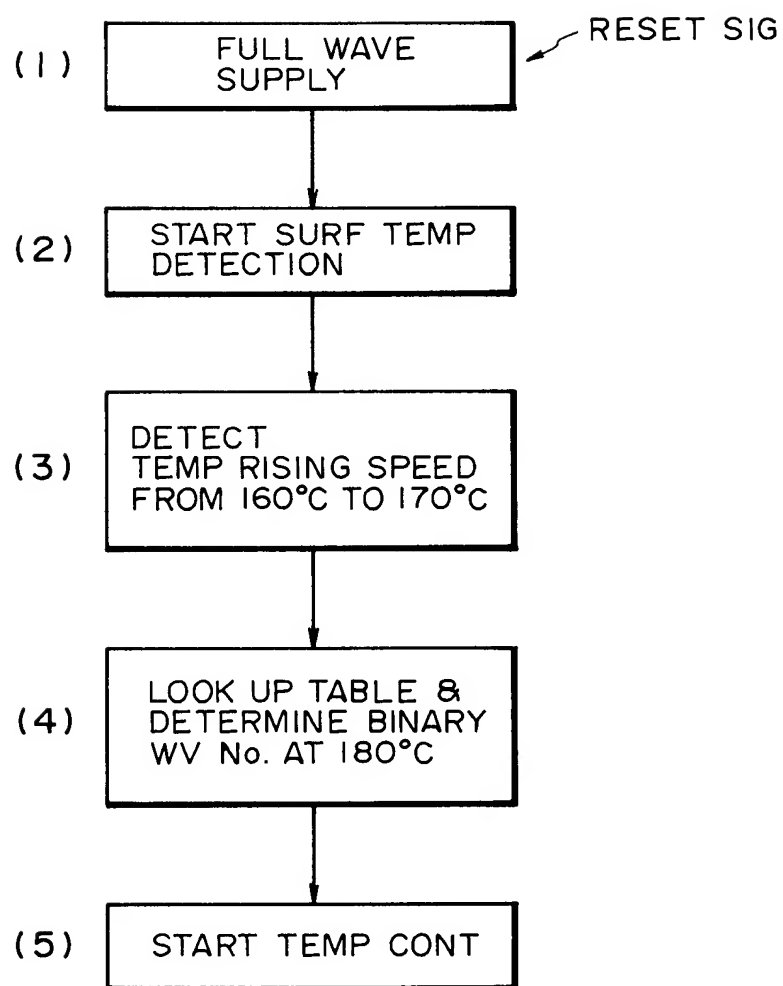 RESET SIG
(1)
FULL WAVE
SUPPLY
(2)
START SURF TEMP
DETECTION
(3)
DETECT
TEMP RISING SPEED
FROM 160°C TO 170°C
(4)
LOOK UP TABLE &
DETERMINE BINARY
WV No. AT 180°C
(5)
START TEMP CONT